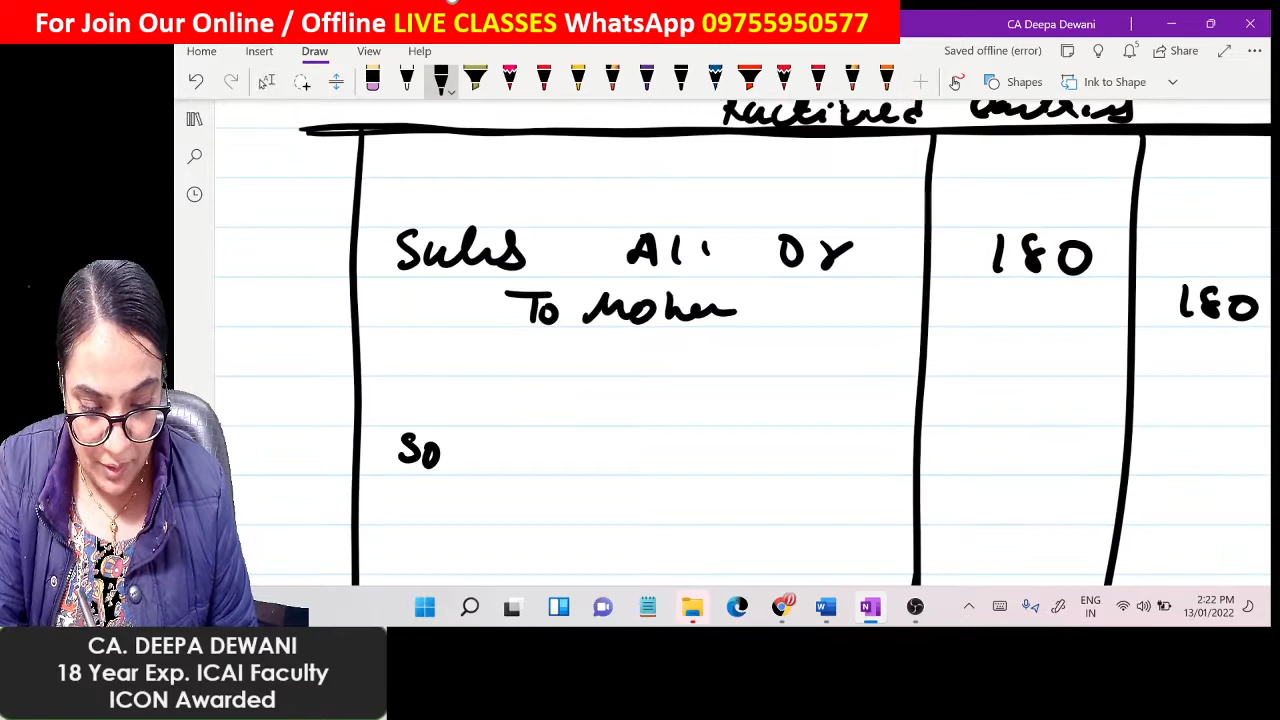 For Join Our Online / Offline LIVE CLASSES WhatsApp 09755950577
CA Deepa Dewani
Home Insert Draw View Help
Saved offline (error)
Share
Shapes
Ink to Shape
Sales A/c Dr 180
To Mohan 180
So
ENG
IN
2:22 PM
13/01/2022
CA. DEEPA DEWANI
18 Year Exp. ICAI Faculty
ICON Awarded